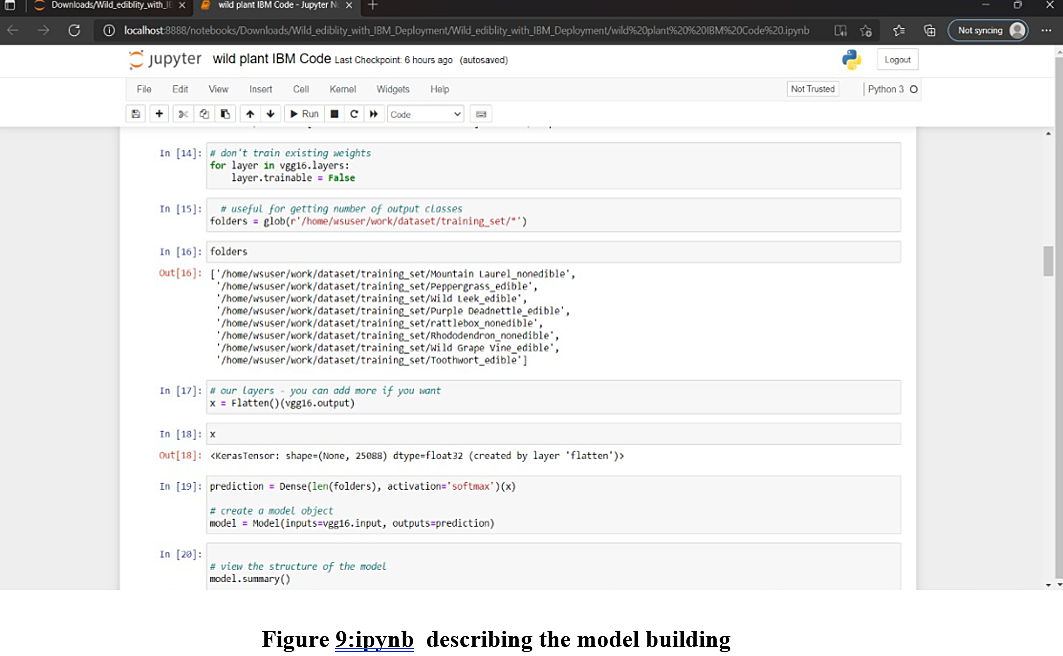 Downloads/Wild_ediblity_with_I
wild plant IBM Code - Jupyter N
localhost:8888/notebooks/Downloads/Wild_ediblity_with_IBM_Deployment/Wild_ediblity_with_IBM_Deployment/wild%20plant%20%20IBM%20Code%20.ipynb
Not syncing
jupyter wild plant IBM Code Last Checkpoint: 6 hours ago (autosaved)
Logout
File Edit View Insert Cell Kernel Widgets Help
Not Trusted
Python 3
Run
Code
In [14]: # don't train existing weights
for layer in vgg16.layers:
layer.trainable = False
In [15]: # useful for getting number of output classes
folders = glob(r'/home/wsuser/work/dataset/training_set/*')
In [16]: folders
Out[16]: ['/home/wsuser/work/dataset/training_set/Mountain Laurel_nonedible',
'/home/wsuser/work/dataset/training_set/Peppergrass_edible',
'/home/wsuser/work/dataset/training_set/Wild Leek_edible',
'/home/wsuser/work/dataset/training_set/Purple Deadnettle_edible',
'/home/wsuser/work/dataset/training_set/rattlebox_nonedible',
'/home/wsuser/work/dataset/training_set/Rhododendron_nonedible',
'/home/wsuser/work/dataset/training_set/Wild Grape Vine_edible',
'/home/wsuser/work/dataset/training_set/Toothwort_edible']
In [17]: # our layers - you can add more if you want
x = Flatten()(vgg16.output)
In [18]: x
Out[18]: <KerasTensor: shape=(None, 25088) dtype=float32 (created by layer 'flatten')>
In [19]: prediction = Dense(len(folders), activation='softmax')(x)
# create a model object
model = Model(inputs=vgg16.input, outputs=prediction)
In [20]:
# view the structure of the model
model.summary()
Figure 9:ipynb describing the model building